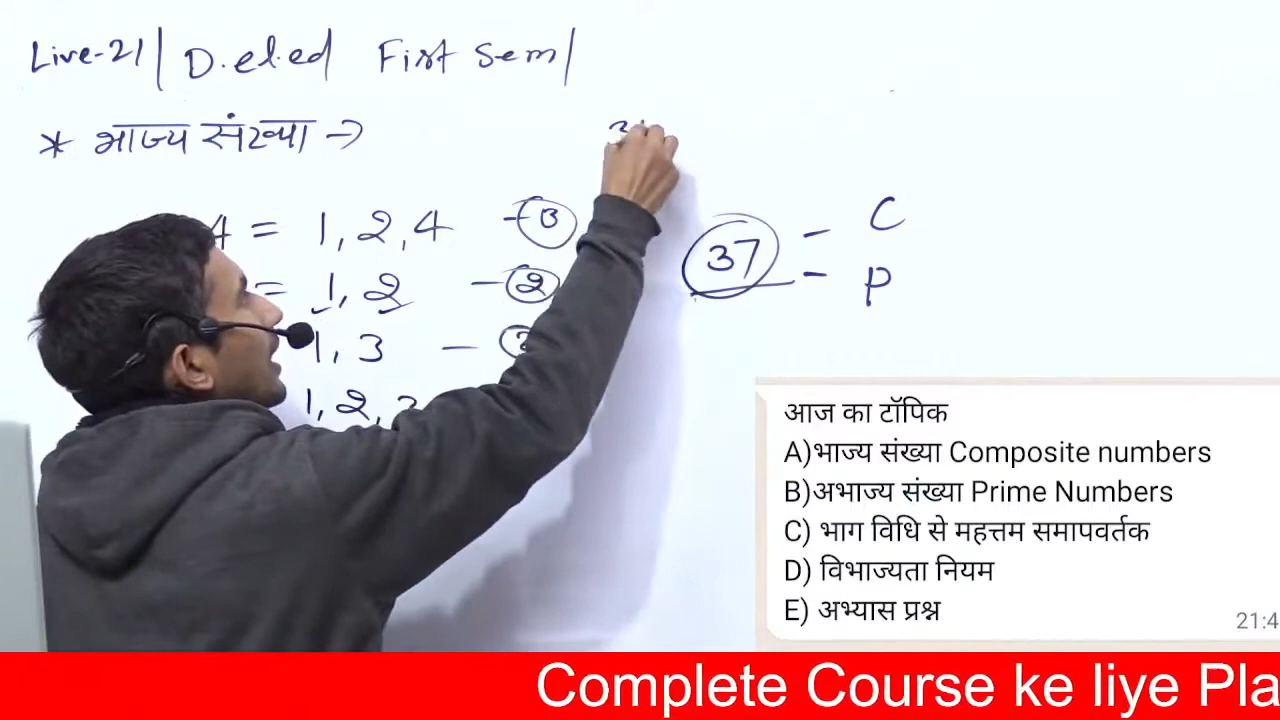 Live-21 | D.el.ed First Sem |
* भाज्य संख्या →
4 = 1, 2, 4 - 3
= 1, 2 - 2
1, 3 -
1, 2, 3
37 - C
- P
आज का टॉपिक
A)भाज्य संख्या Composite numbers
B)अभाज्य संख्या Prime Numbers
C) भाग विधि से महत्तम समापवर्तक
D) विभाज्यता नियम
E) अभ्यास प्रश्न
21:4
Complete Course ke liye Pla